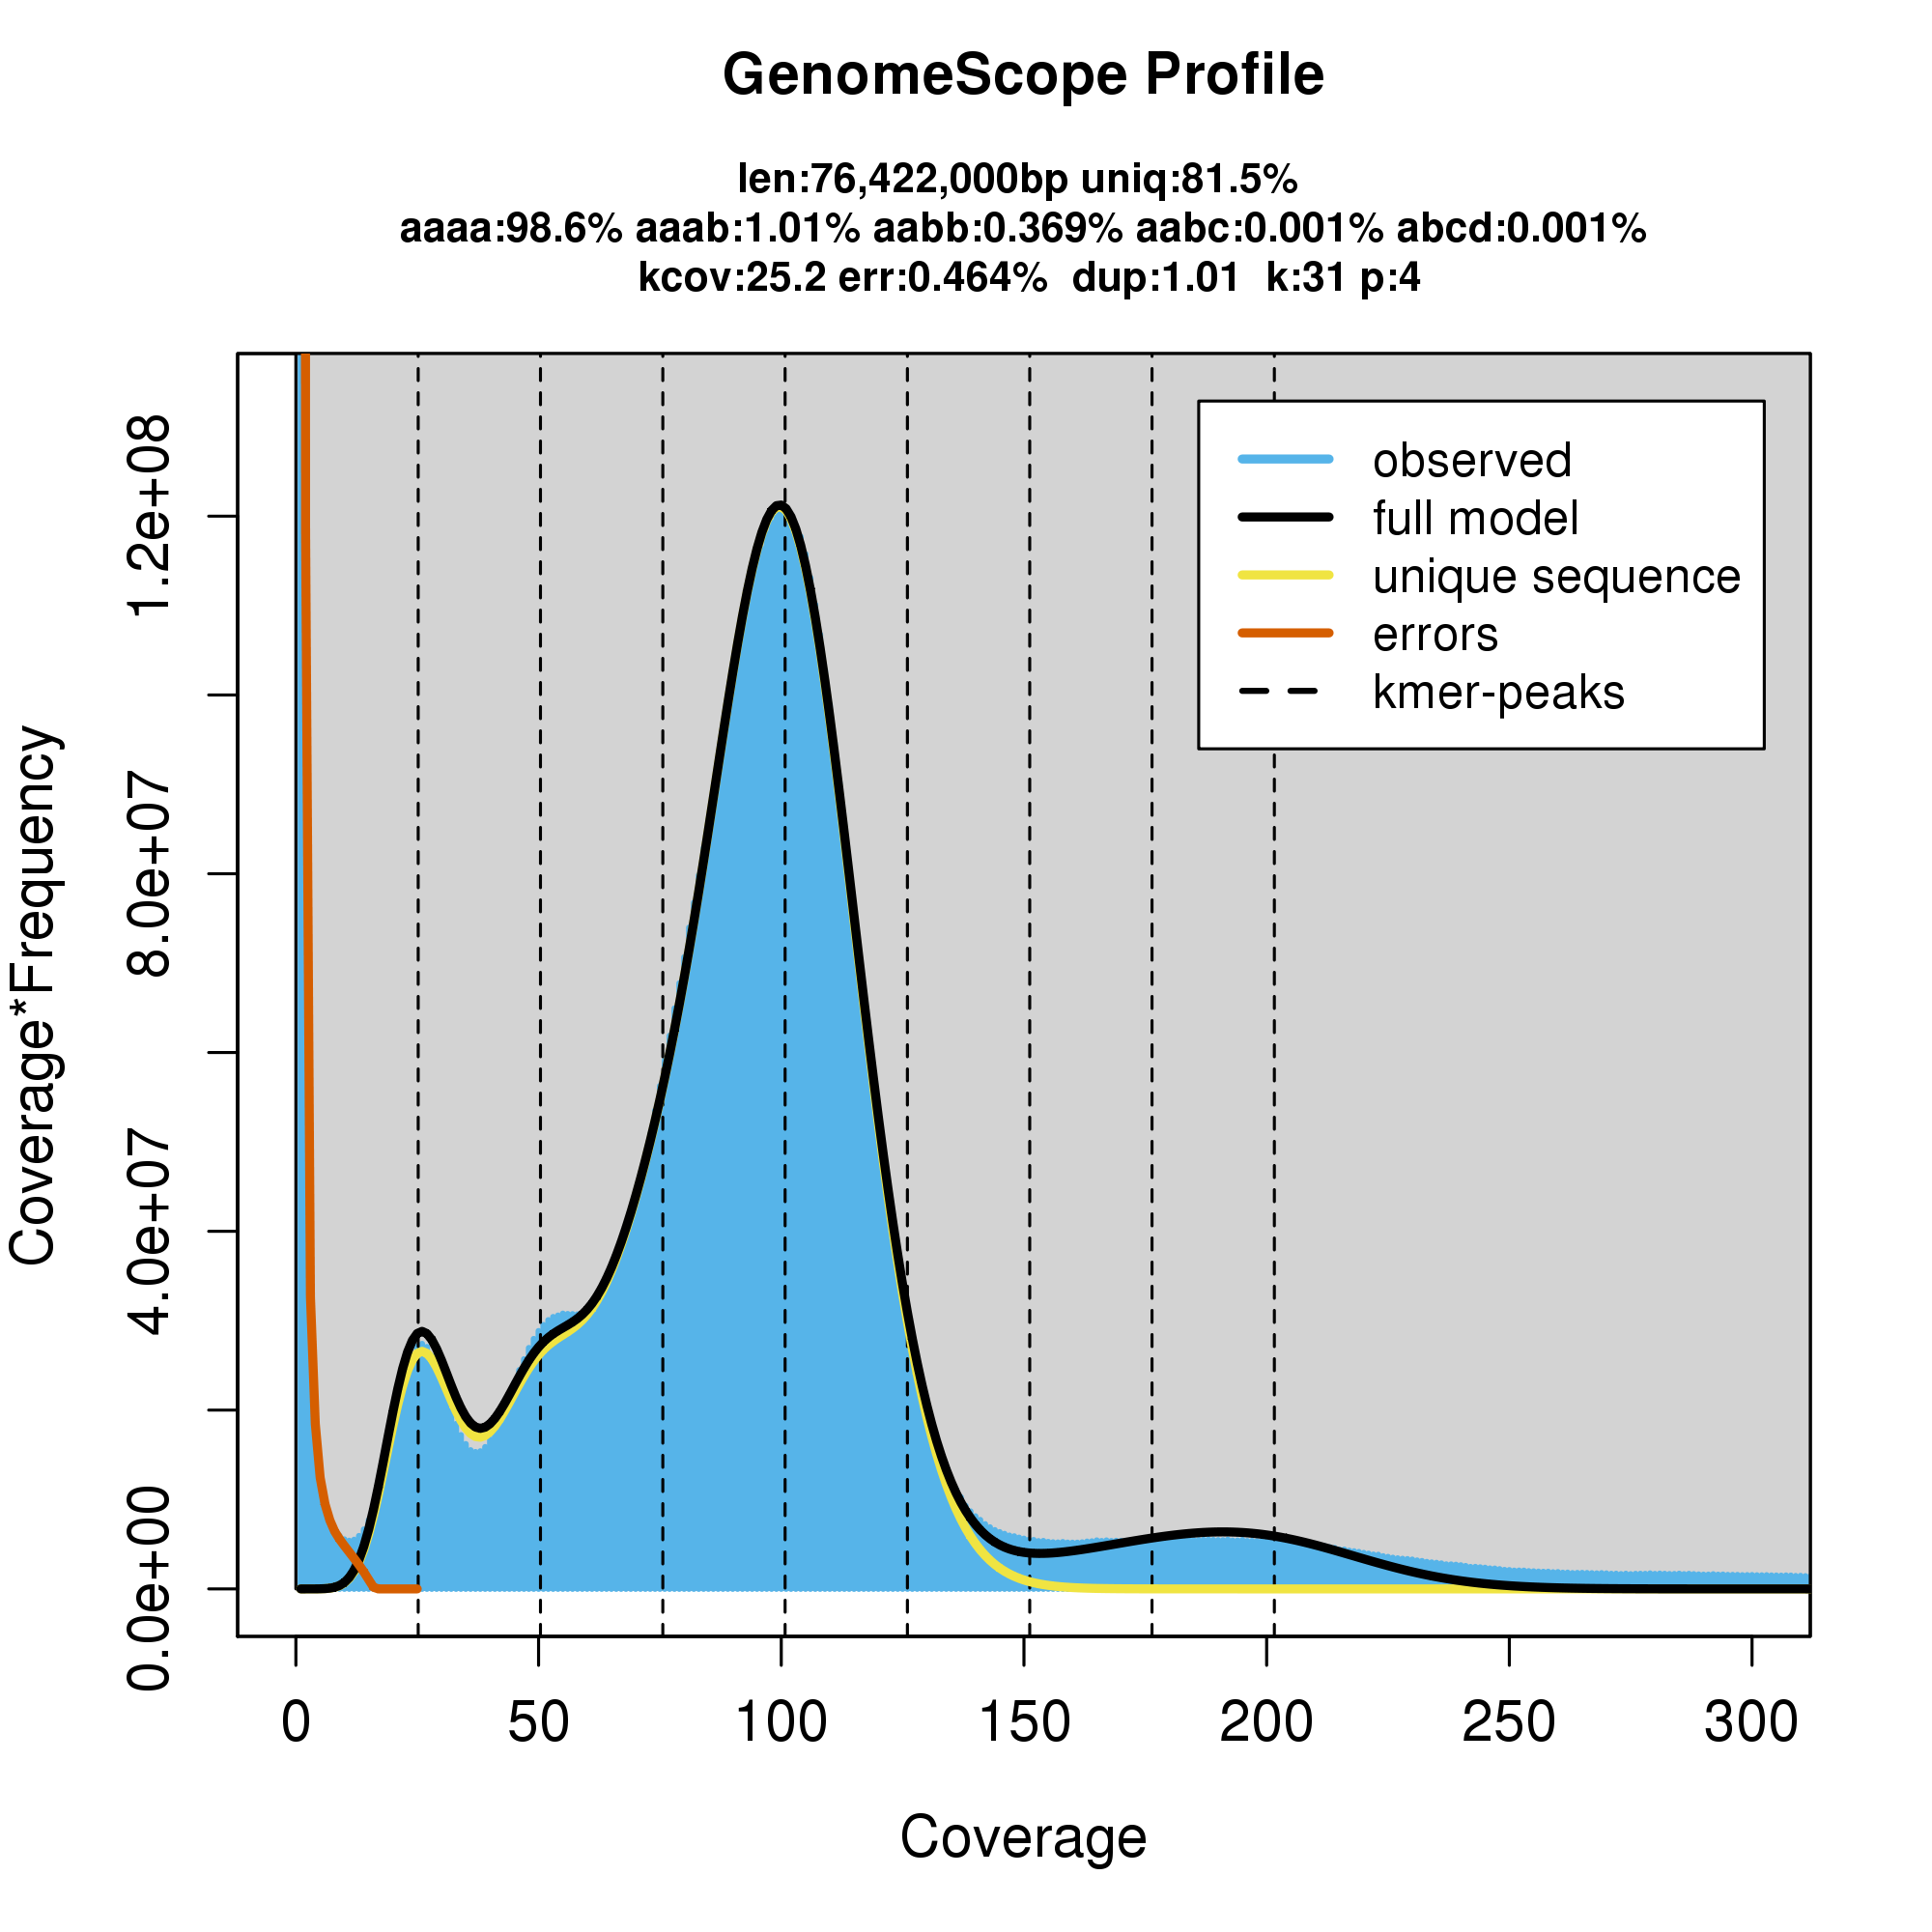 GenomeScope Profile
len:76,422,000bp uniq:81.5%
aaaa:98.6% aaab:1.01% aabb:0.369% aabc:0.001% abcd:0.001%
kcov:25.2 err:0.464%  dup:1.01  k:31 p:4
observed
full model
unique sequence
errors
kmer-peaks
Coverage*Frequency
1.2e+08
8.0e+07
4.0e+07
0.0e+00
0 50 100 150 200 250 300
Coverage